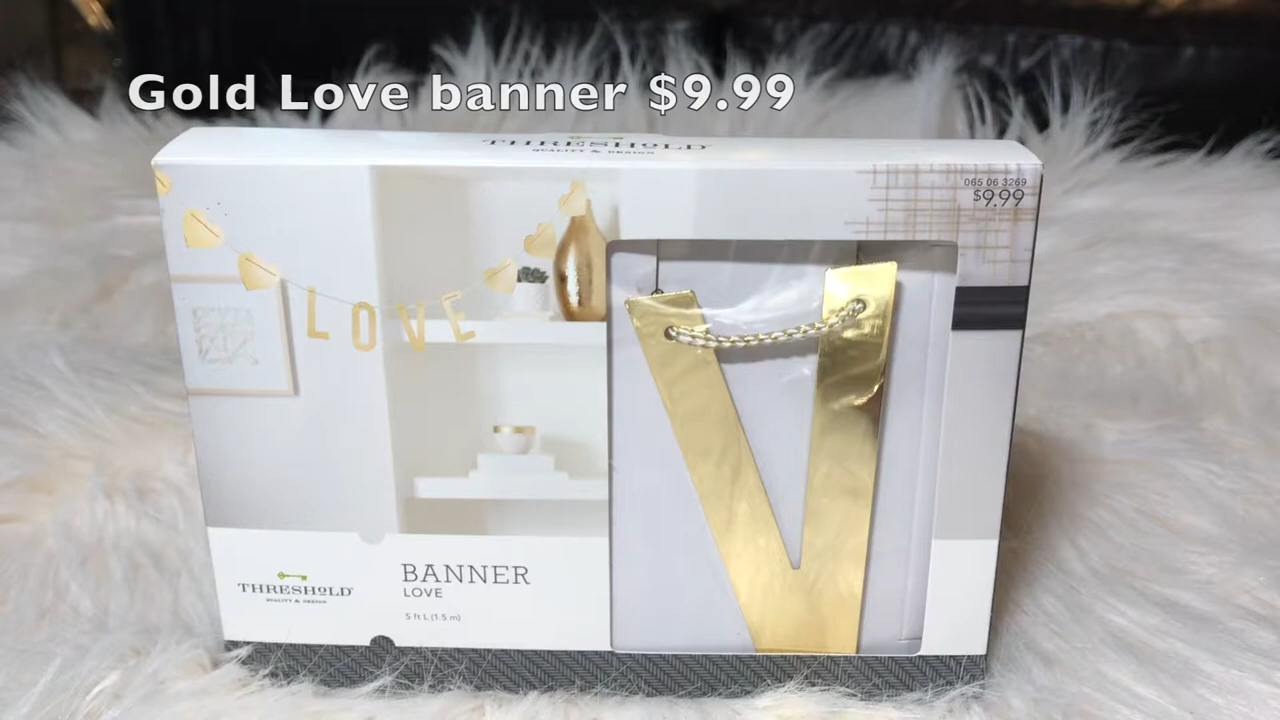 Gold Love banner $9.99
THRESHOLD
QUALITY & DESIGN
065 06 3269
$9.99
LOVE
V
THRESHOLD
QUALITY & DESIGN
BANNER
LOVE
5 ft L (1.5 m)